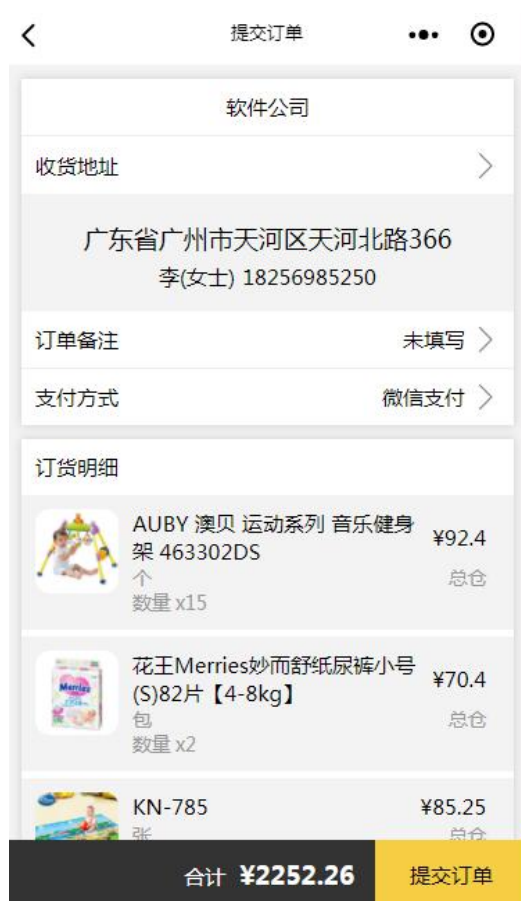 提交订单
软件公司
收货地址
广东省广州市天河区天河北路366
李(女士) 18256985250
订单备注 未填写
支付方式 微信支付
订货明细
AUBY 澳贝 运动系列 音乐健身 ¥92.4
架 463302DS
个 总仓
数量 x15
花王Merries妙而舒纸尿裤小号 ¥70.4
(S)82片【4-8kg】
包 总仓
数量 x2
Merries
KN-785 ¥85.25
张 总仓
合计 ¥2252.26 提交订单